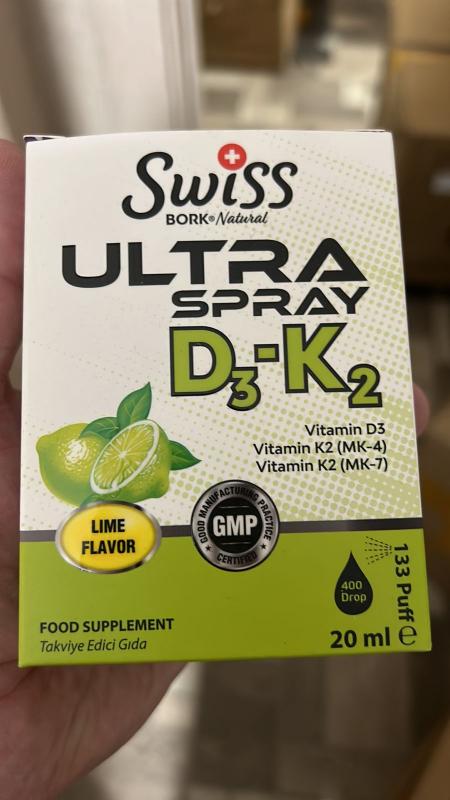 Swiss
BORK® Natural
ULTRA
SPRAY
D3-K2
Vitamin D3
Vitamin K2 (MK-4)
Vitamin K2 (MK-7)
LIME
FLAVOR
GOOD MANUFACTURING PRACTICE
GMP
CERTIFIED
400
Drop
133 Puff
20 ml ℮
FOOD SUPPLEMENT
Takviye Edici Gıda